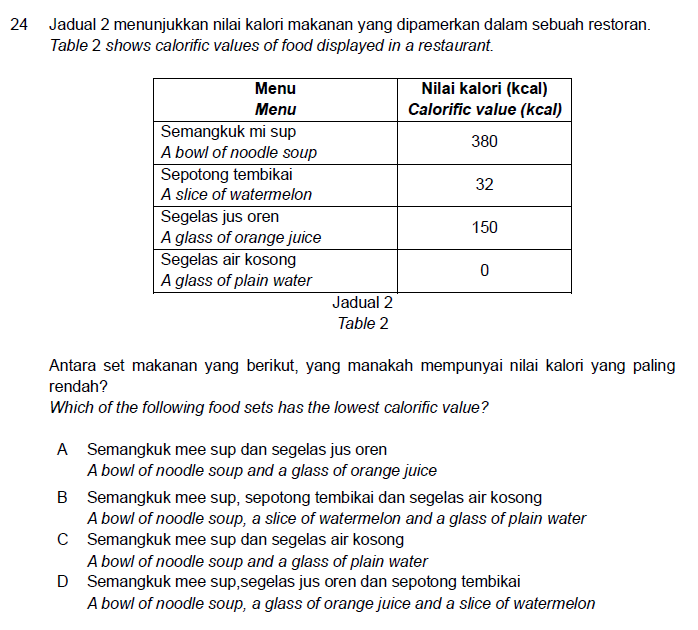 24 Jadual 2 menunjukkan nilai kalori makanan yang dipamerkan dalam sebuah restoran.
Table 2 shows calorific values of food displayed in a restaurant.
Menu Nilai kalori (kcal)
Menu Calorific value (kcal)
Semangkuk mi sup
A bowl of noodle soup
380
Sepotong tembikai
A slice of watermelon
32
Segelas jus oren
A glass of orange juice
150
Segelas air kosong
A glass of plain water
0
Jadual 2
Table 2
Antara set makanan yang berikut, yang manakah mempunyai nilai kalori yang paling
rendah?
Which of the following food sets has the lowest calorific value?
A Semangkuk mee sup dan segelas jus oren
A bowl of noodle soup and a glass of orange juice
B Semangkuk mee sup, sepotong tembikai dan segelas air kosong
A bowl of noodle soup, a slice of watermelon and a glass of plain water
C Semangkuk mee sup dan segelas air kosong
A bowl of noodle soup and a glass of plain water
D Semangkuk mee sup,segelas jus oren dan sepotong tembikai
A bowl of noodle soup, a glass of orange juice and a slice of watermelon